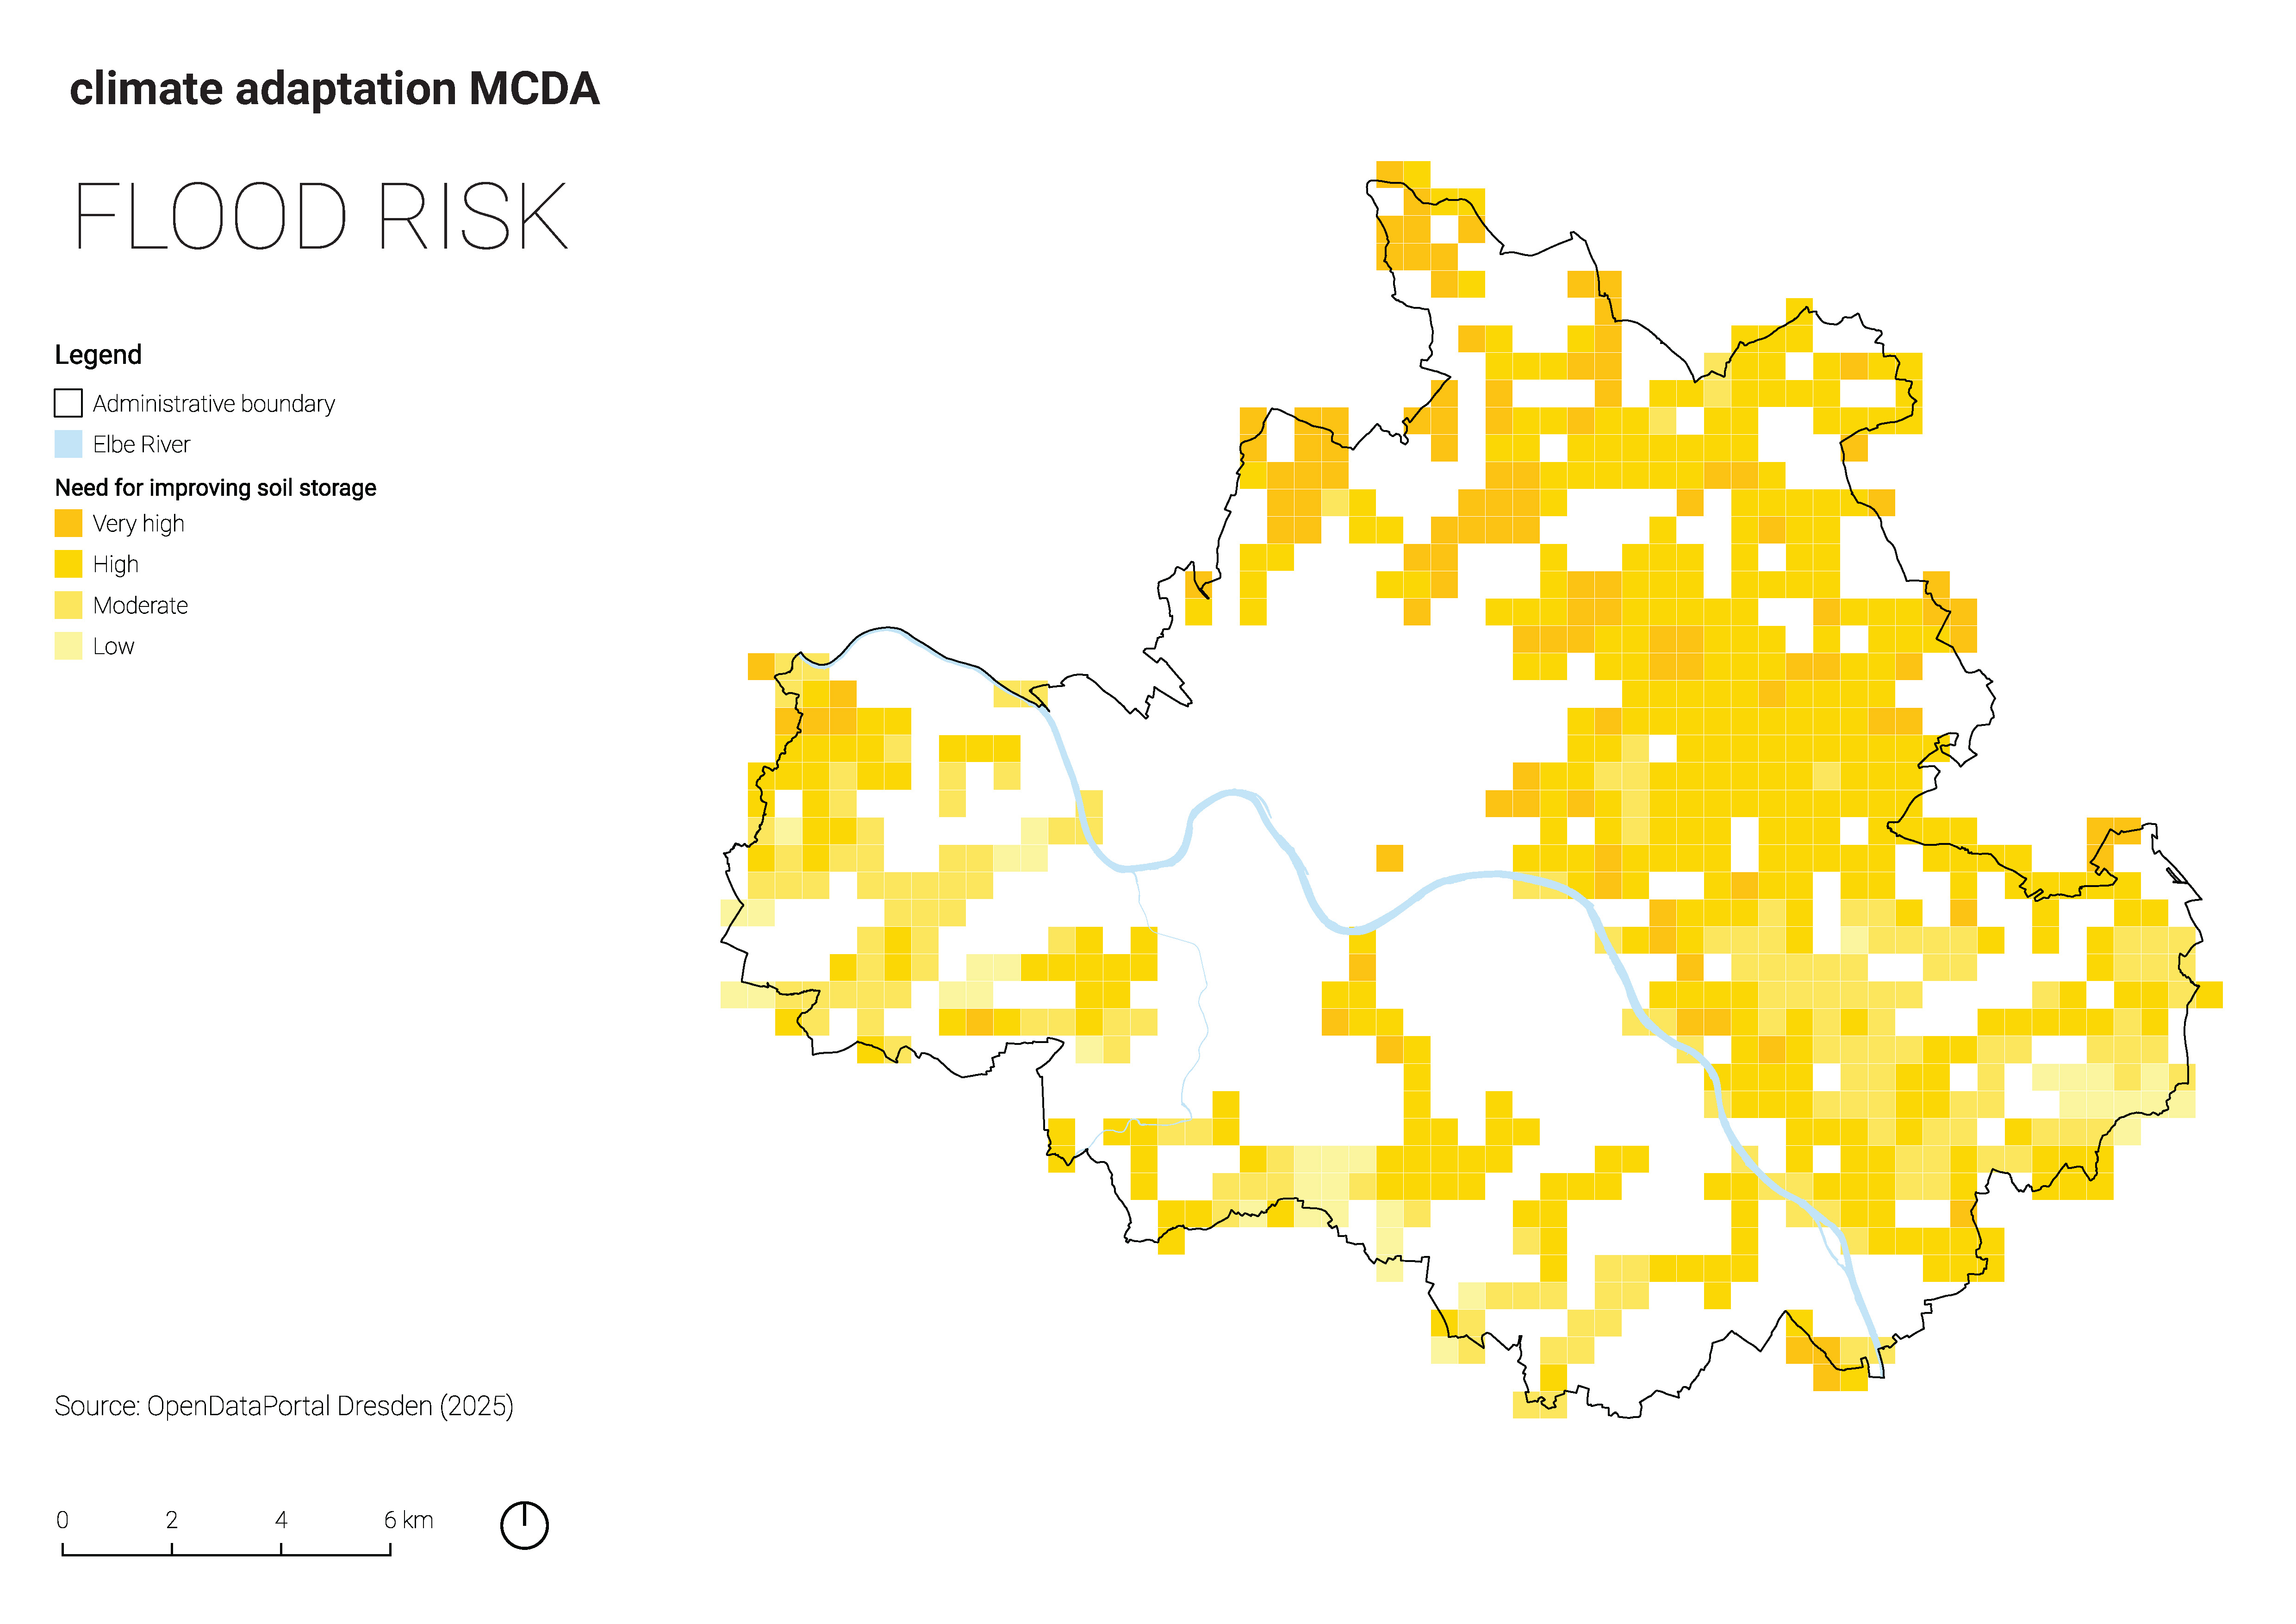 climate adaptation MCDA
FLOOD RISK
Legend
Administrative boundary
Elbe River
Need for improving soil storage
Very high
High
Moderate
Low
Source: OpenDataPortal Dresden (2025)
0 2 4 6 km